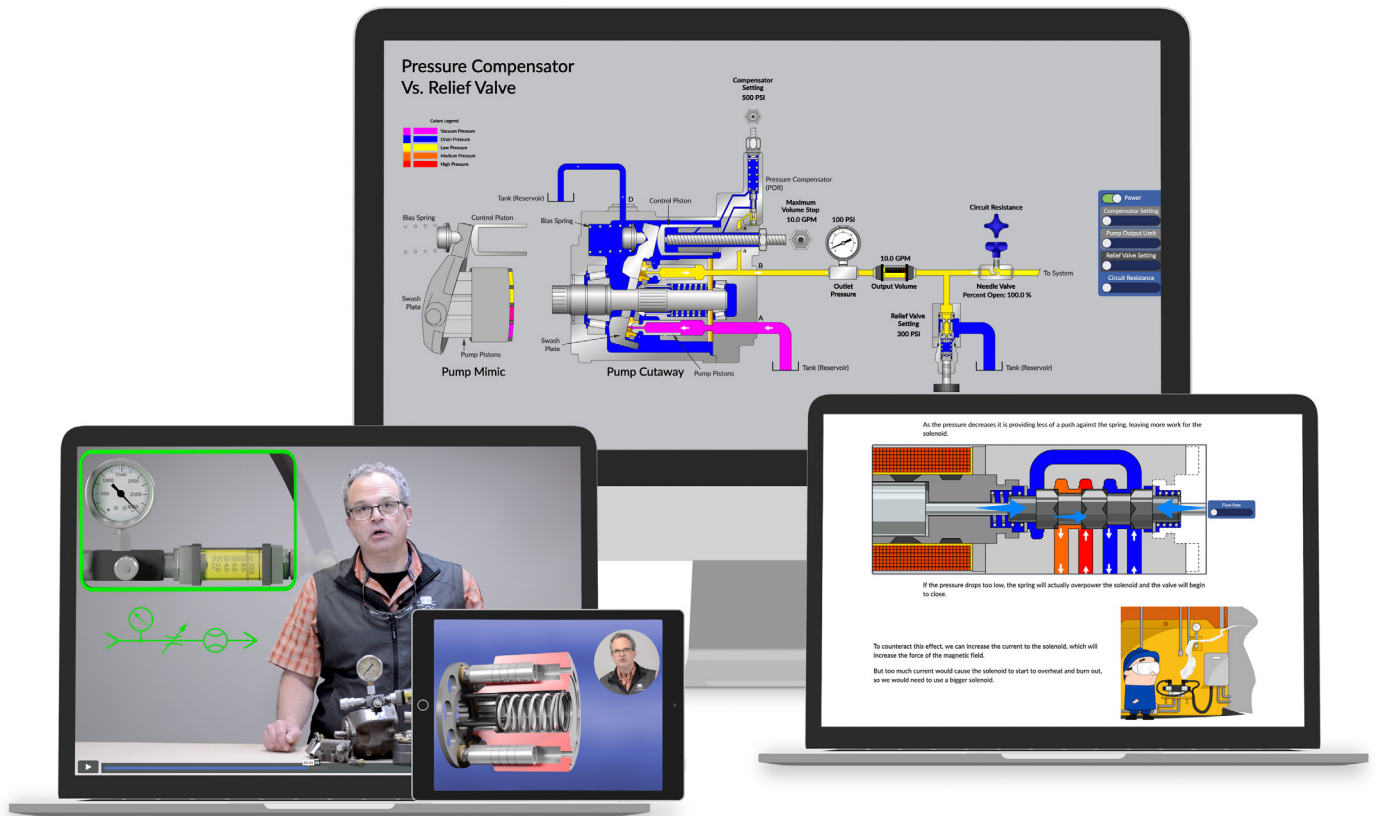 Pressure Compensator
Vs. Relief Valve
Colors Legend
Vacuum Pressure
Drain Pressure
Low Pressure
Medium Pressure
High Pressure
Compensator
Setting
500 PSI
Pressure Compensator
(POR)
Tank (Reservoir)
D
Control Piston
Maximum
Volume Stop
10.0 GPM
Bias Spring
Control Piston
Bias Spring
100 PSI
Circuit Resistance
Power
Compensator Setting
Pump Output Limit
Relief Valve Setting
Circuit Resistance
B
10.0 GPM
To System
Outlet
Pressure
Output Volume
Needle Valve
Percent Open: 100.0 %
Swash
Plate
A
Relief Valve
Setting
300 PSI
Swash
Plate
Pump Pistons
Pump Pistons
Tank (Reservoir)
Tank (Reservoir)
Pump Mimic
Pump Cutaway
500
1000
2500
As the pressure decreases it is providing less of a push against the spring, leaving more work for the
solenoid.
Flow Rate
If the pressure drops too low, the spring will actually overpower the solenoid and the valve will begin
to close.
To counteract this effect, we can increase the current to the solenoid, which will
increase the force of the magnetic field.
But too much current would cause the solenoid to start to overheat and burn out,
so we would need to use a bigger solenoid.